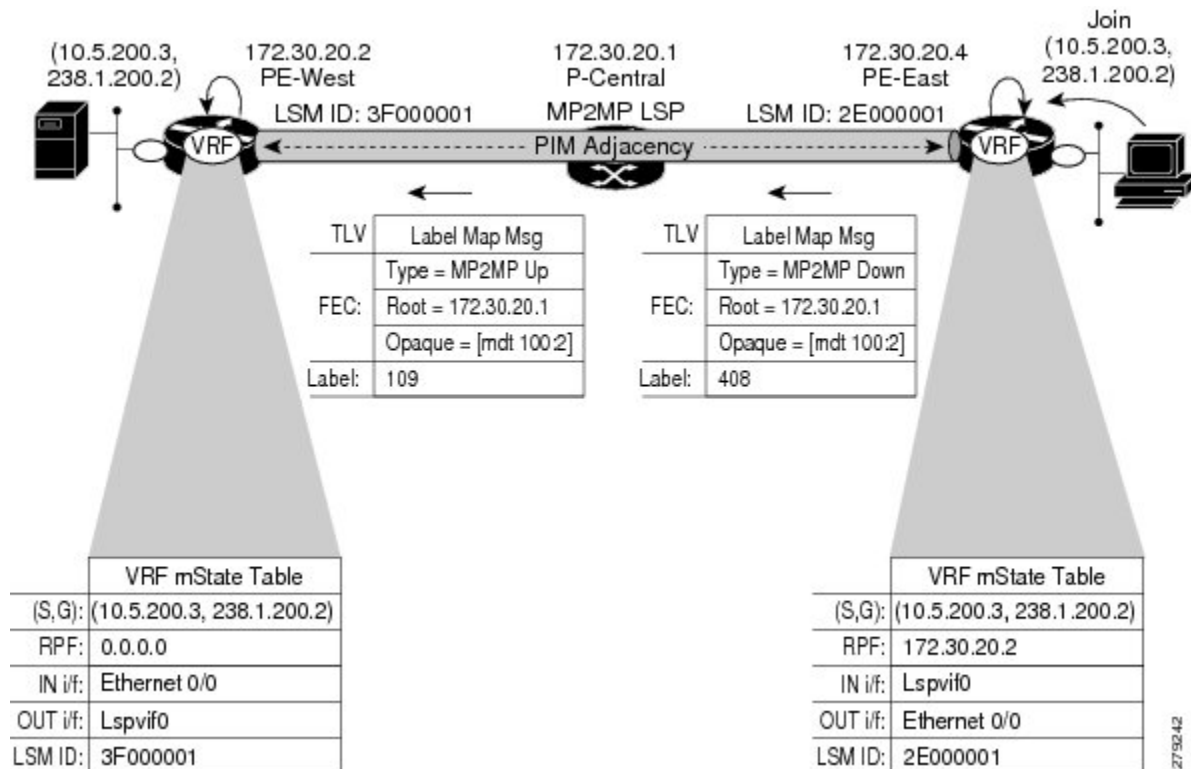 Join
(10.5.200.3,
238.1.200.2)
(10.5.200.3,
238.1.200.2)
172.30.20.2
PE-West
172.30.20.1
P-Central
172.30.20.4
PE-East
LSM ID: 3F000001
MP2MP LSP
LSM ID: 2E000001
VRF
PIM Adjacency
VRF
TLV
Label Map Msg
FEC:
Type = MP2MP Up
Root = 172.30.20.1
Opaque = [mdt 100:2]
Label:
109
TLV
Label Map Msg
FEC:
Type = MP2MP Down
Root = 172.30.20.1
Opaque = [mdt 100:2]
Label:
408
VRF mState Table
(S,G): (10.5.200.3, 238.1.200.2)
RPF: 0.0.0.0
IN i/f: Ethernet 0/0
OUT i/f: Lspvif0
LSM ID: 3F000001
VRF mState Table
(S,G): (10.5.200.3, 238.1.200.2)
RPF: 172.30.20.2
IN i/f: Lspvif0
OUT i/f: Ethernet 0/0
LSM ID: 2E000001
279242